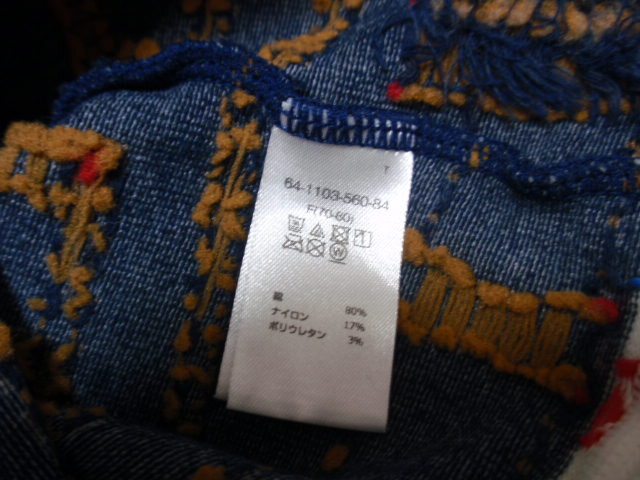 T
64-1103-560-84
F(70-80)
W
綿 80%
ナイロン 17%
ポリウレタン 3%